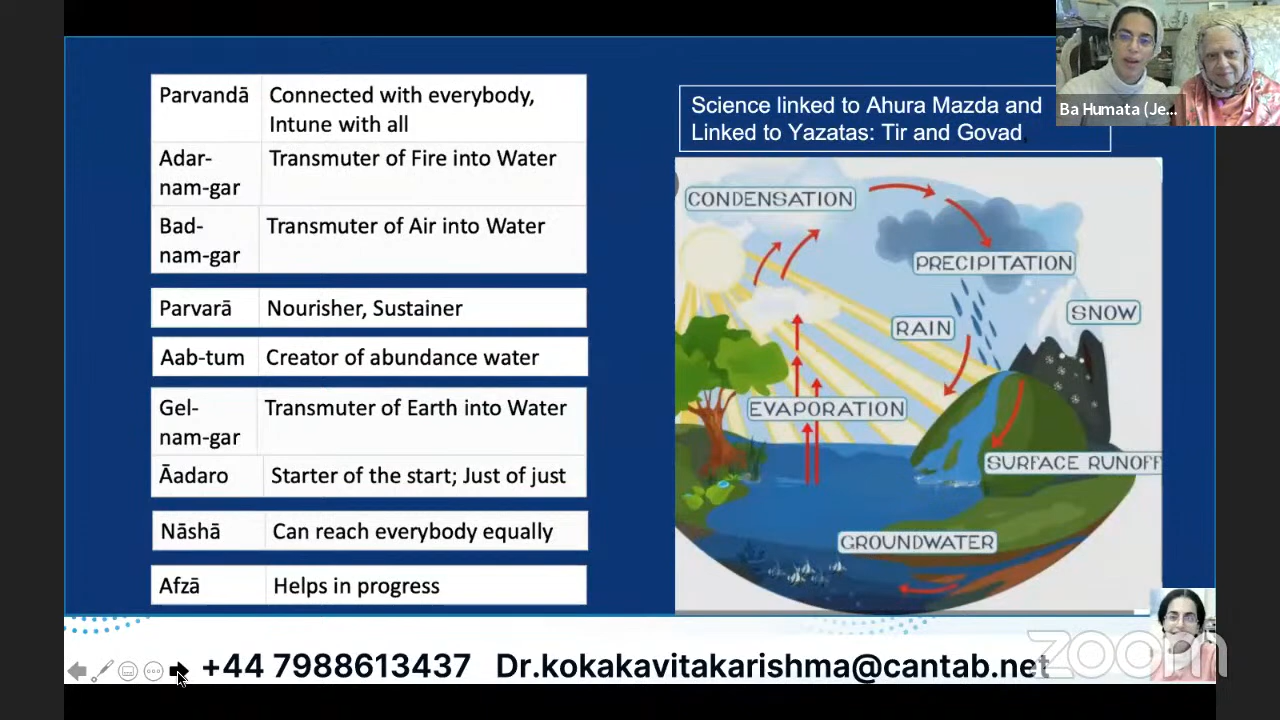 Parvandā Connected with everybody,
Intune with all
Adar- Transmuter of Fire into Water
nam-gar
Bad- Transmuter of Air into Water
nam-gar
Parvarā Nourisher, Sustainer
Aab-tum Creator of abundance water
Gel- Transmuter of Earth into Water
nam-gar
Āadaro Starter of the start; Just of just
Nāshā Can reach everybody equally
Afzā Helps in progress
Science linked to Ahura Mazda and
Linked to Yazatas: Tir and Govad,
CONDENSATION
PRECIPITATION
RAIN
SNOW
EVAPORATION
SURFACE RUNOFF
GROUNDWATER
Ba Humata (Je...
+44 7988613437 Dr.kokakavitakarishma@cantab.net
zoom